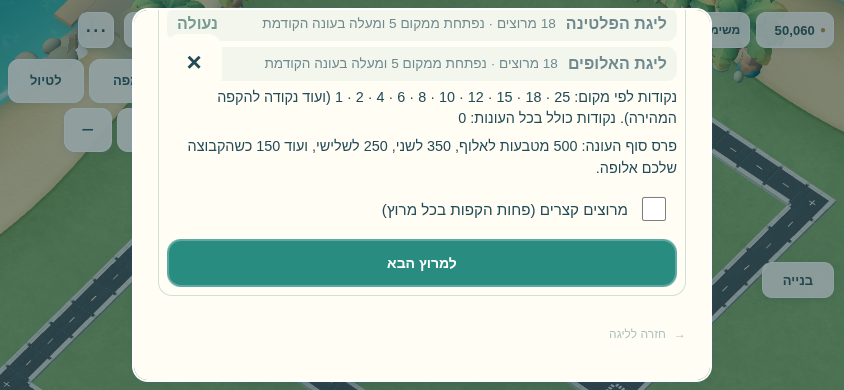 ליגת הפלטינה 18 מרוצים · נפתחת ממקום 5 ומעלה בעונה הקודמת נעולה
ליגת האלופים 18 מרוצים · נפתחת ממקום 5 ומעלה בעונה הקודמת
✕
נקודות לפי מקום: 25 · 18 · 15 · 12 · 10 · 8 · 6 · 4 · 2 · 1 (ועוד נקודה להקפה
המהירה). נקודות כולל בכל העונות: 0
פרס סוף העונה: 500 מטבעות לאלוף, 350 לשני, 250 לשלישי, ועוד 150 כשהקבוצה
שלכם אלופה.
מרוצים קצרים (פחות הקפות בכל מרוץ)
למרוץ הבא
→ חזרה לליגה
50,060
לטיול
בנייה